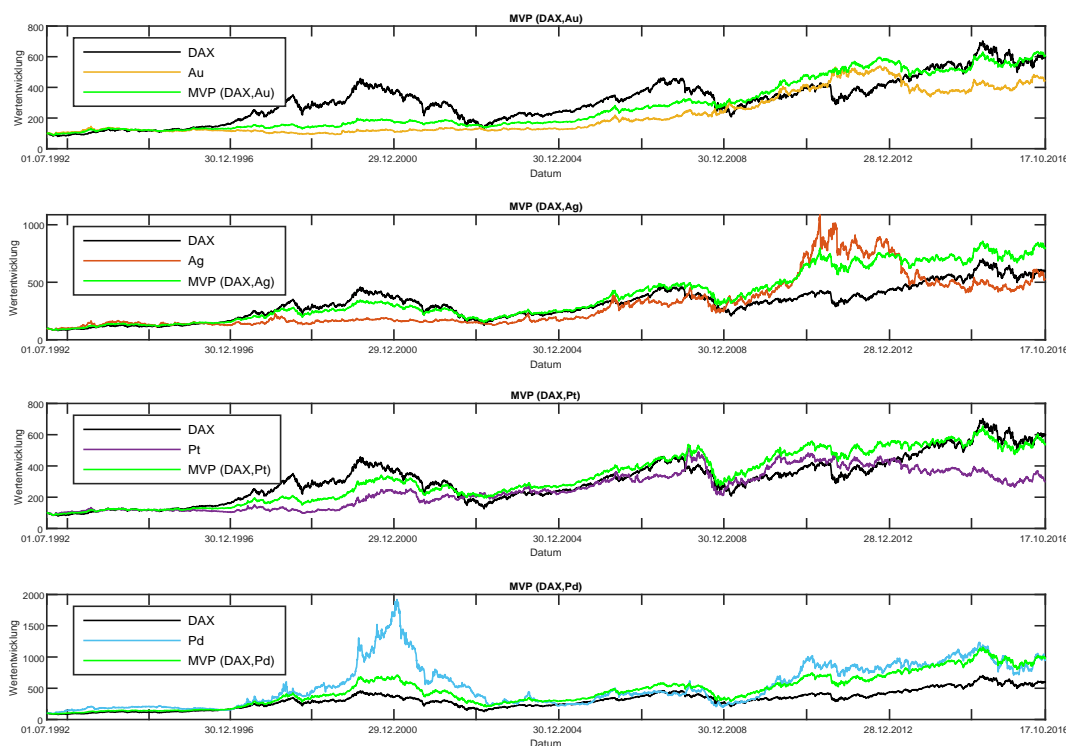 MVP (DAX,Au)
Wertentwicklung
800
600
400
200
0
DAX
Au
MVP (DAX,Au)
01.07.1992
30.12.1996
29.12.2000
30.12.2004
30.12.2008
28.12.2012
17.10.2016
Datum
MVP (DAX,Ag)
Wertentwicklung
1000
500
0
DAX
Ag
MVP (DAX,Ag)
01.07.1992
30.12.1996
29.12.2000
30.12.2004
30.12.2008
28.12.2012
17.10.2016
Datum
MVP (DAX,Pt)
Wertentwicklung
800
600
400
200
0
DAX
Pt
MVP (DAX,Pt)
01.07.1992
30.12.1996
29.12.2000
30.12.2004
30.12.2008
28.12.2012
17.10.2016
Datum
MVP (DAX,Pd)
Wertentwicklung
2000
1500
1000
500
0
DAX
Pd
MVP (DAX,Pd)
01.07.1992
30.12.1996
29.12.2000
30.12.2004
30.12.2008
28.12.2012
17.10.2016
Datum